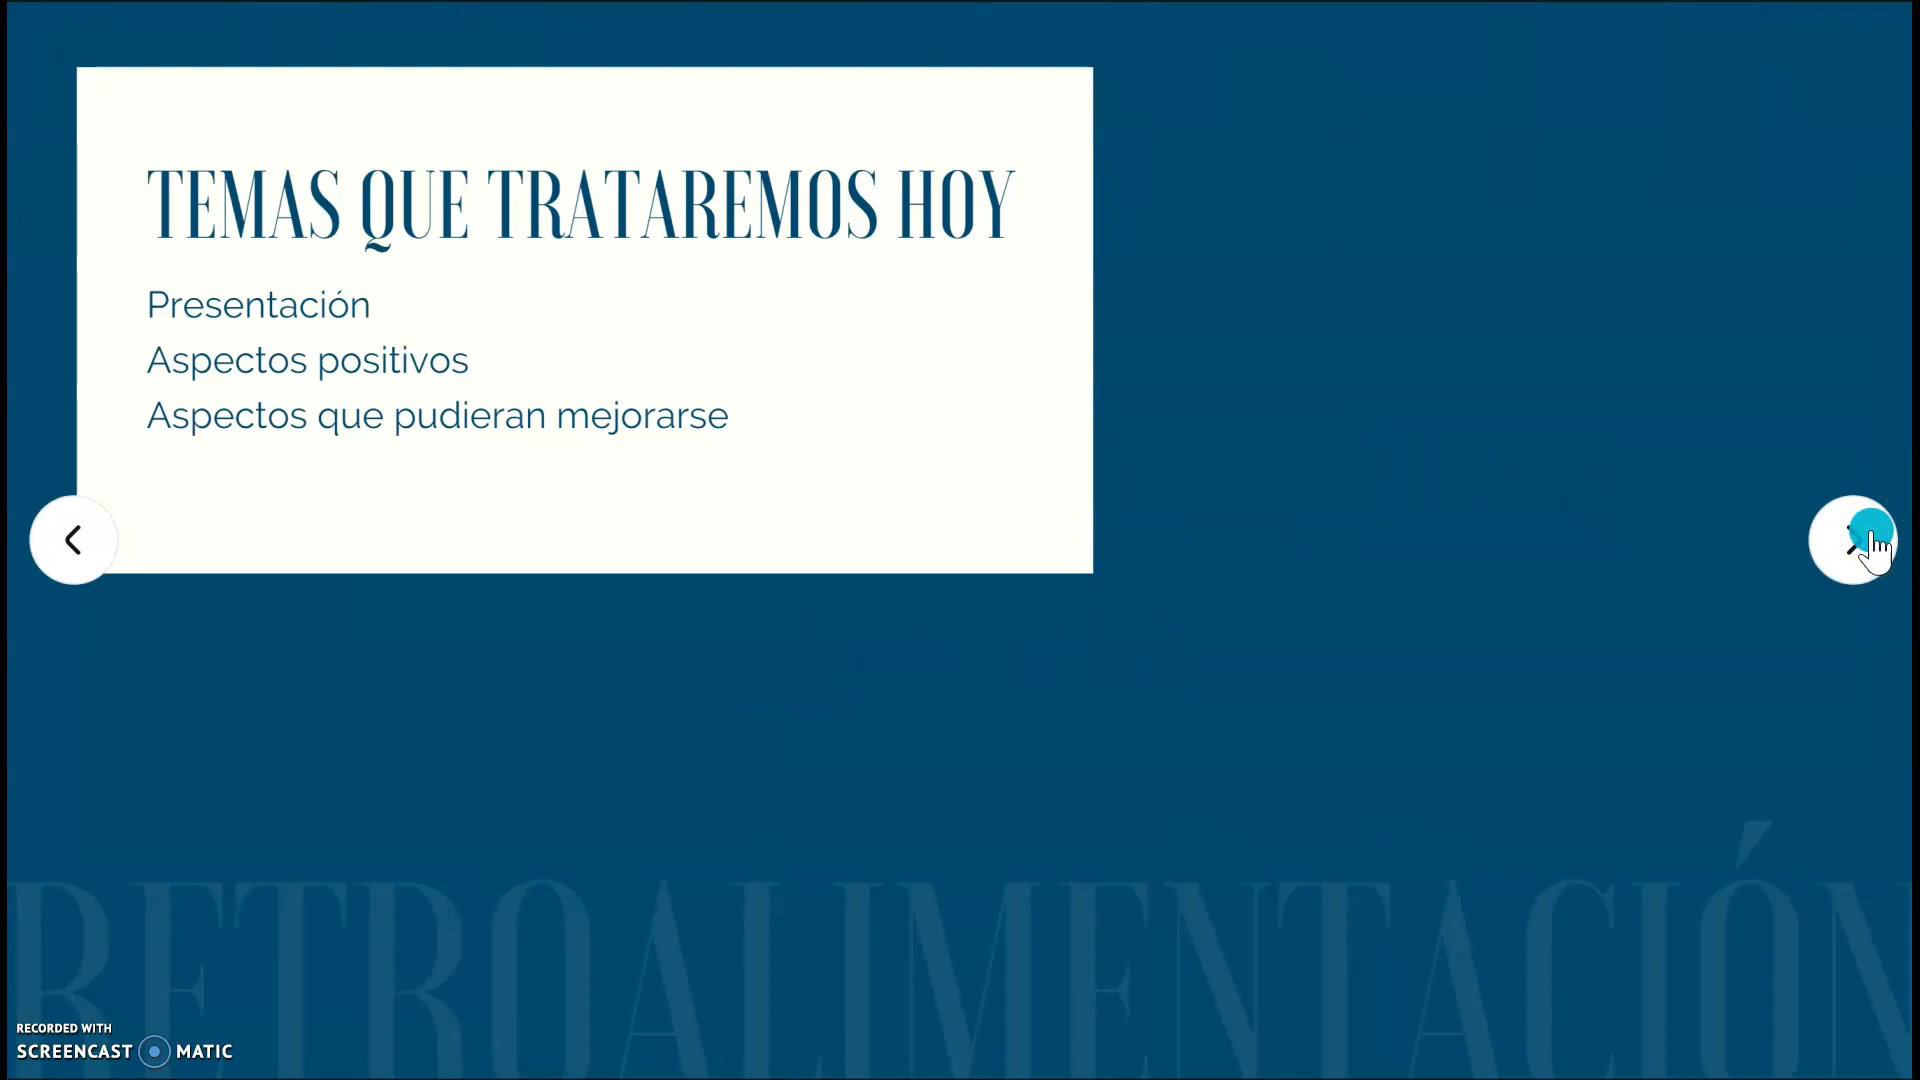 TEMAS QUE TRATAREMOS HOY
Presentación
Aspectos positivos
Aspectos que pudieran mejorarse
RETROALIMENTACIÓN
RECORDED WITH
SCREENCAST MATIC